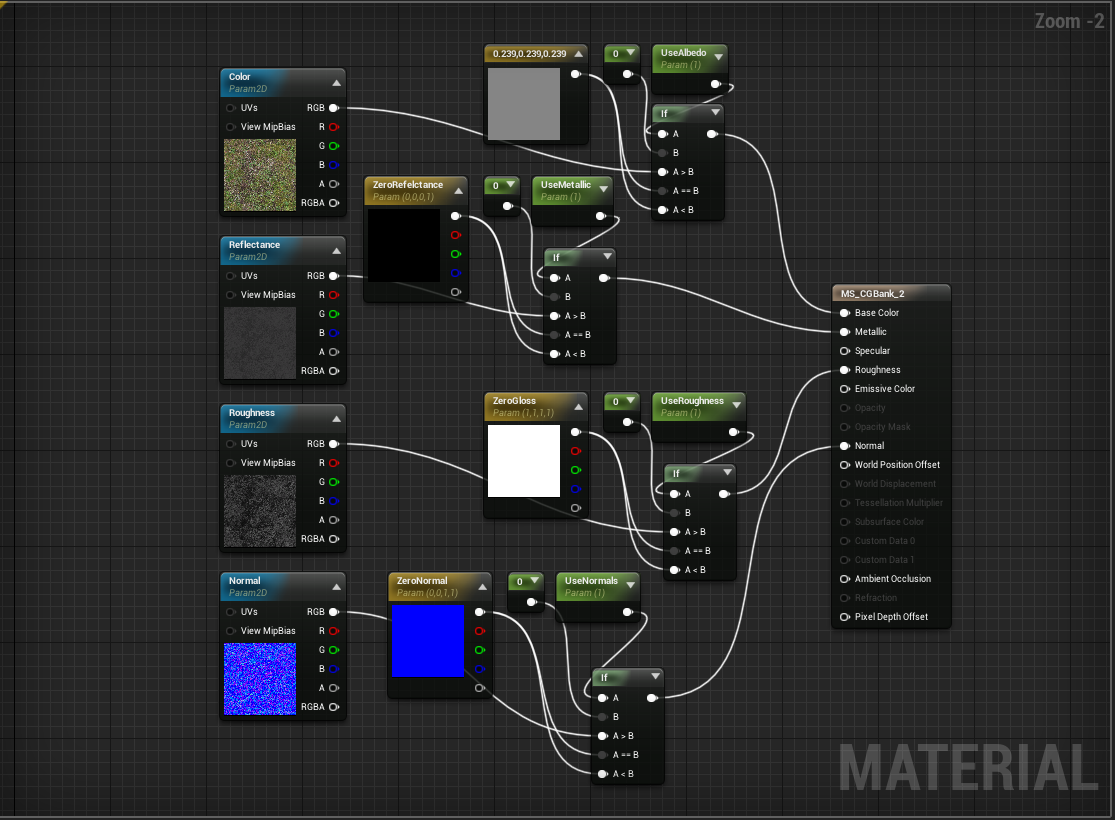 Zoom -2
0.239,0.239,0.239
0
UseAlbedo
Param (1)
If
A
B
A > B
A == B
A < B
Color
Param2D
UVs
RGB
View MipBias
R
G
B
A
RGBA
ZeroRefelctance
Param (0,0,0,1)
0
UseMetallic
Param (1)
If
A
B
A > B
A == B
A < B
Reflectance
Param2D
UVs
RGB
View MipBias
R
G
B
A
RGBA
MS_CGBank_2
Base Color
Metallic
Specular
Roughness
Emissive Color
Opacity
Opacity Mask
Normal
World Position Offset
World Displacement
Tessellation Multiplier
Subsurface Color
Custom Data 0
Custom Data 1
Ambient Occlusion
Refraction
Pixel Depth Offset
ZeroGloss
Param (1,1,1,1)
0
UseRoughness
Param (1)
If
A
B
A > B
A == B
A < B
Roughness
Param2D
UVs
RGB
View MipBias
R
G
B
A
RGBA
Normal
Param2D
UVs
RGB
View MipBias
R
G
B
A
RGBA
ZeroNormal
Param (0,0,1,1)
0
UseNormals
Param (1)
If
A
B
A > B
A == B
A < B
MATERIAL